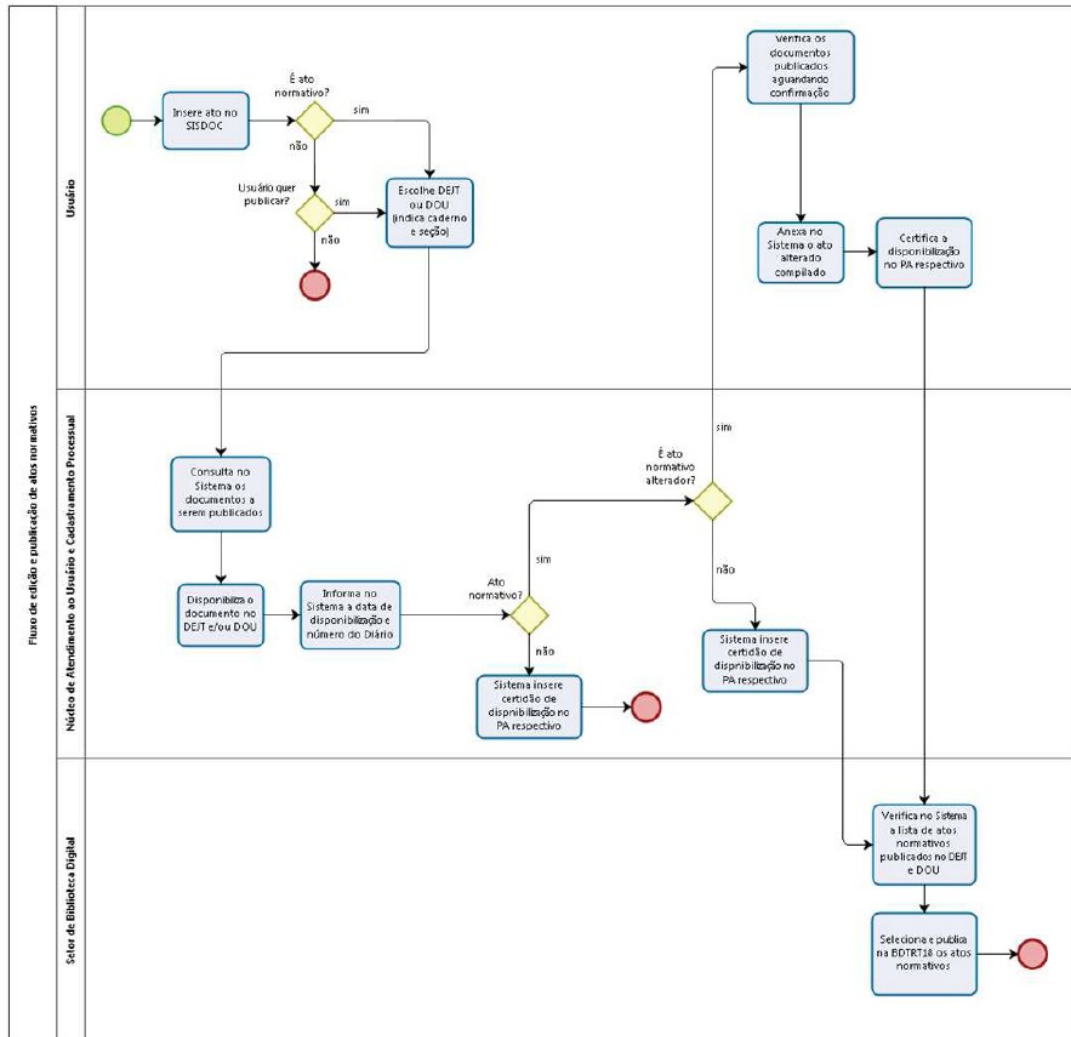 Fluxo de edição e publicação de atos normativos
Usuário
Insere ato no
SISDOC
É ato
normativo?
sim
não
Usuário quer
publicar?
sim
não
Escolhe DEJT
ou DOU
(indica caderno
e seção)
Verifica os
documentos
publicados
aguandando
confirmação
Anexa no
Sistema o ato
alterado
compilado
Certifica a
disponibilização
no PA respectivo
Núcleo de Atendimento ao Usuário e Cadastramento Processual
Consulta no
Sistema os
documentos a
serem publicados
Disponibiliza o
documento no
DEJT e/ou DOU
Informa no
Sistema a data de
disponibilização e
número do Diário
Ato
normativo?
sim
não
Sistema insere
certidão de
dispnibilização no
PA respectivo
É ato
normativo
alterador?
sim
não
Sistema insere
certidão de
dispnibilização no
PA respectivo
Setor de Biblioteca Digital
Verifica no Sistema
a lista de atos
normativos
publicados no DEJT
e DOU
Seleciona e publica
na BDTRT18 os atos
normativos